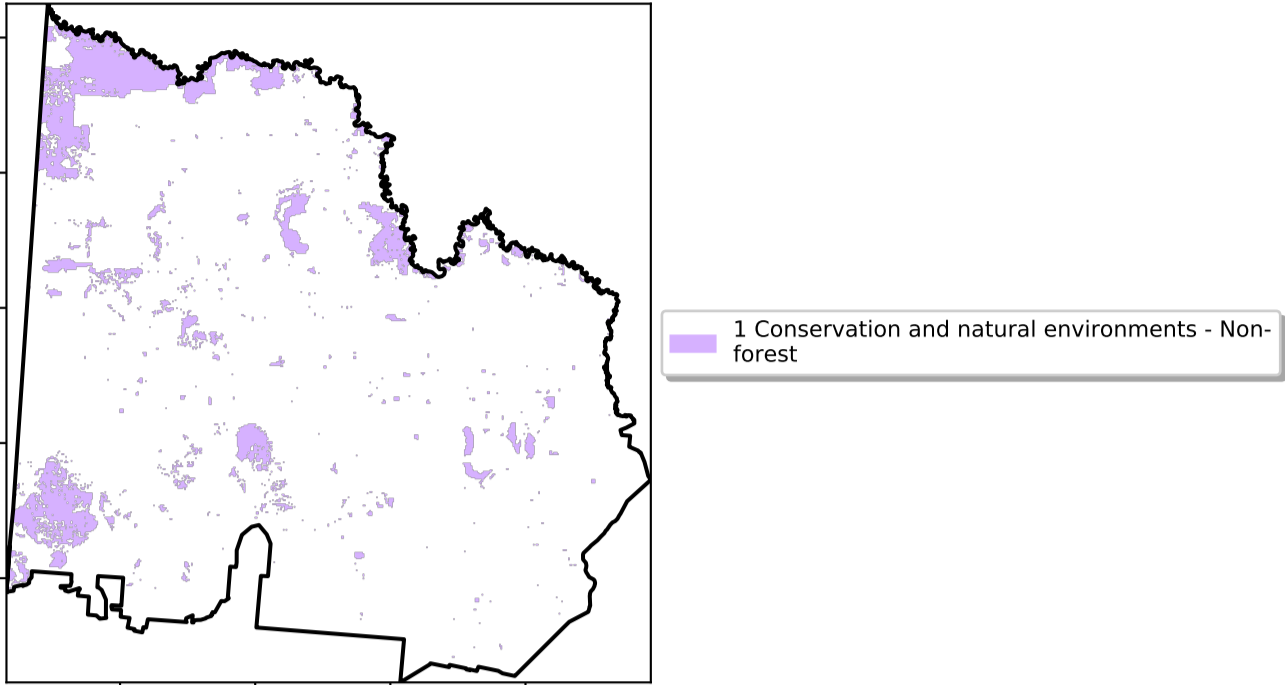 1 Conservation and natural environments - Non-
forest